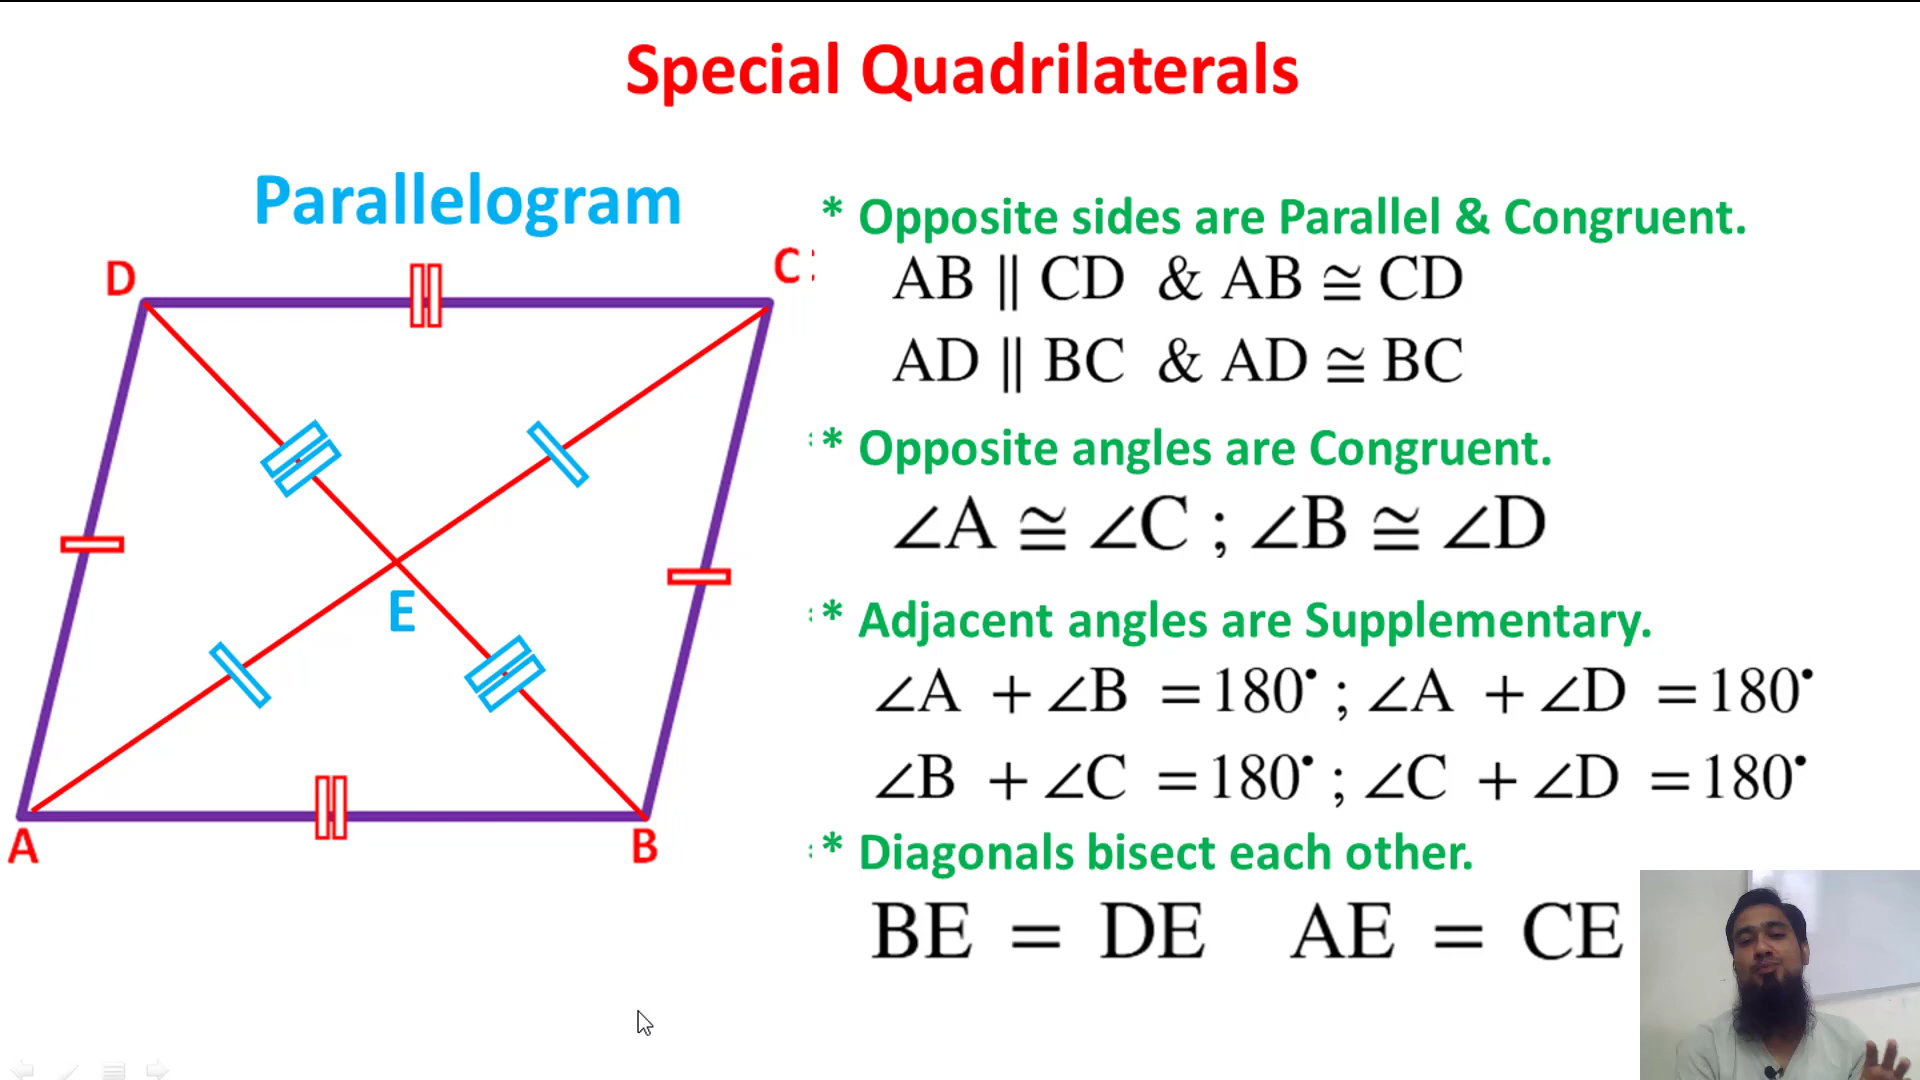 Special Quadrilaterals
Parallelogram
D
C
E
A
B
* Opposite sides are Parallel & Congruent.
AB ∥ CD & AB ≅ CD
AD ∥ BC & AD ≅ BC
* Opposite angles are Congruent.
∠A ≅ ∠C ; ∠B ≅ ∠D
* Adjacent angles are Supplementary.
∠A + ∠B = 180• ; ∠A + ∠D = 180•
∠B + ∠C = 180• ; ∠C + ∠D = 180•
* Diagonals bisect each other.
BE = DE AE = CE